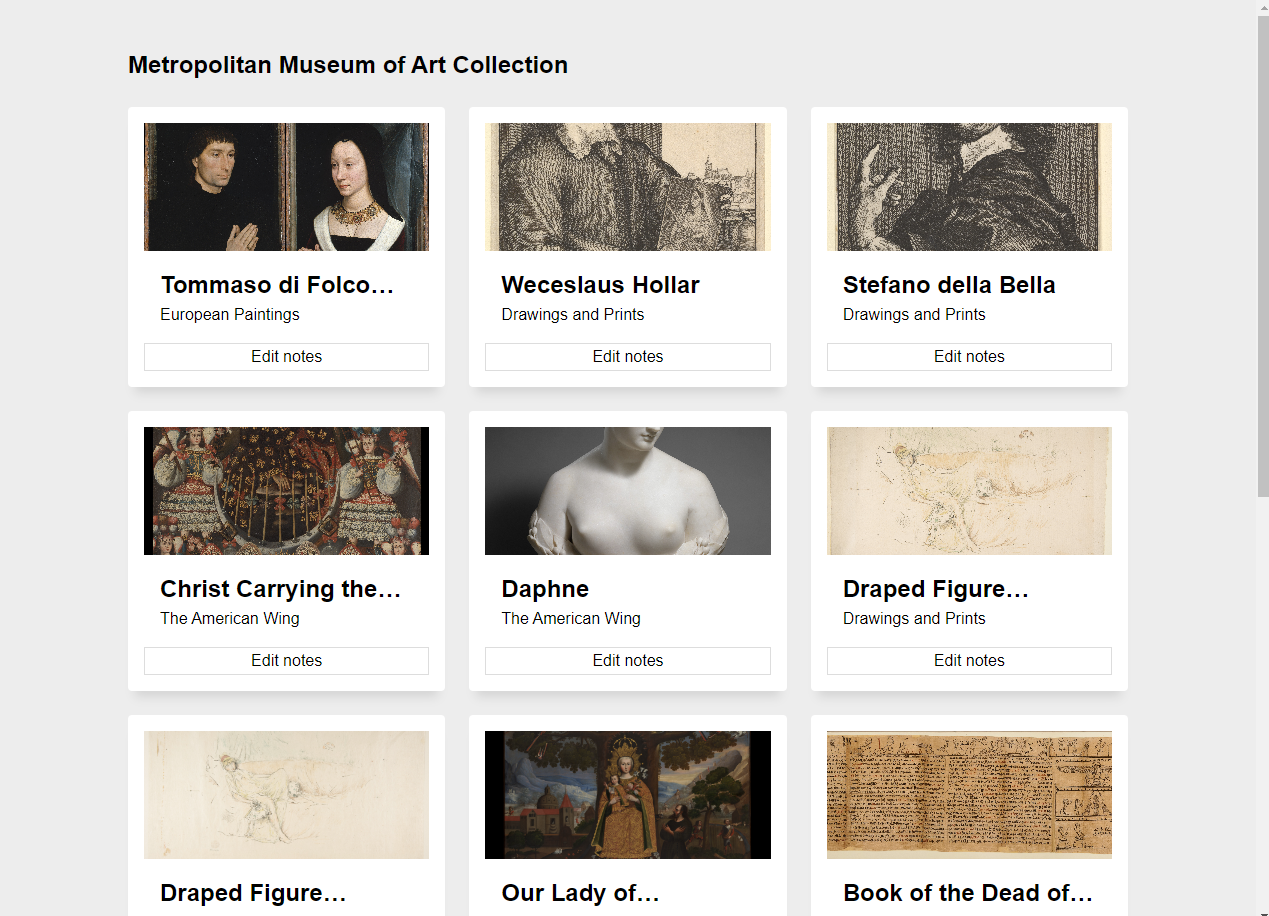 Metropolitan Museum of Art Collection
Tommaso di Folco…
European Paintings
Edit notes
Weceslaus Hollar
Drawings and Prints
Edit notes
Stefano della Bella
Drawings and Prints
Edit notes
Christ Carrying the…
The American Wing
Edit notes
Daphne
The American Wing
Edit notes
Draped Figure…
Drawings and Prints
Edit notes
Draped Figure…
Our Lady of…
Book of the Dead of…